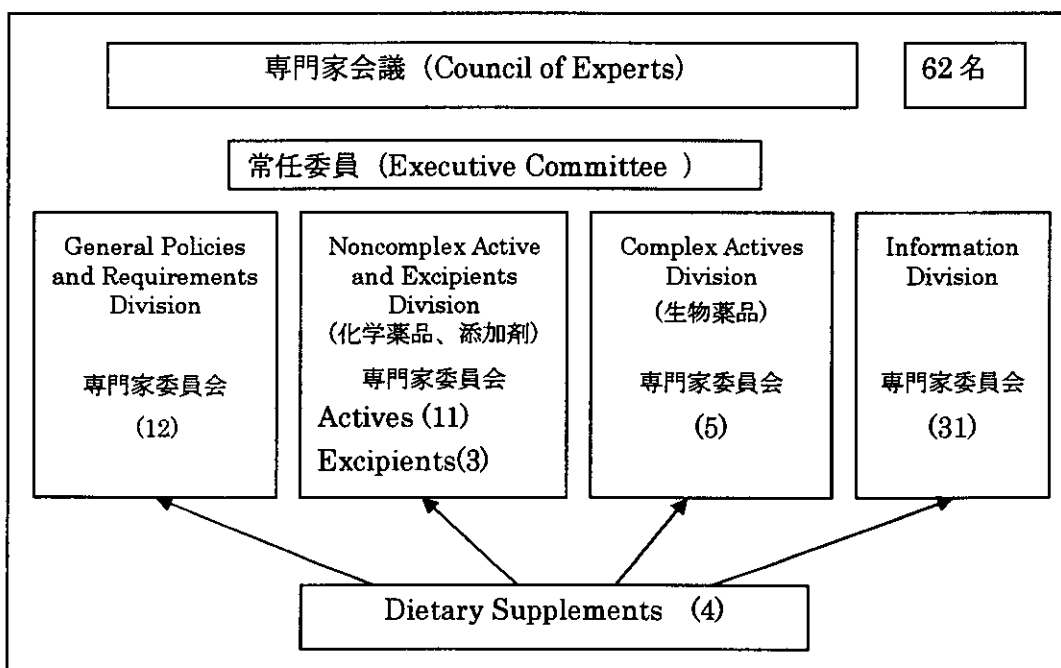 専門家会議 (Council of Experts)
62 名
常任委員 (Executive Committee )
General Policies
and Requirements
Division
専門家委員会
(12)
Noncomplex Active
and Excipients
Division
(化学薬品、添加剤)
専門家委員会
Actives (11)
Excipients(3)
Complex Actives
Division
(生物薬品)
専門家委員会
(5)
Information
Division
専門家委員会
(31)
Dietary Supplements (4)